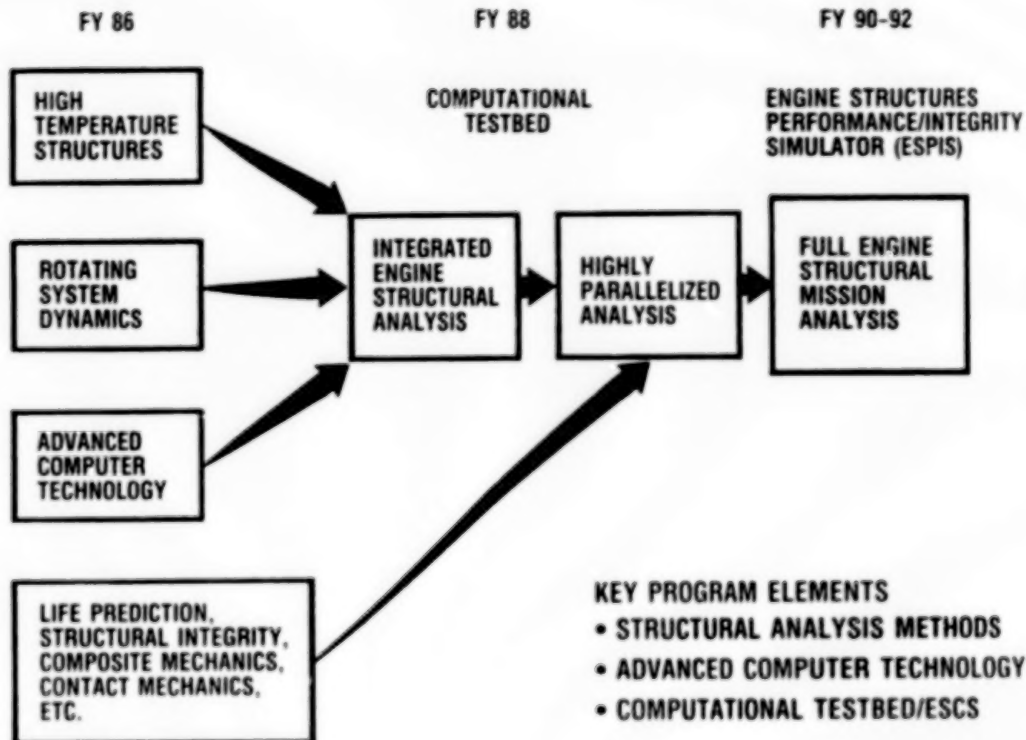 FY 86
FY 88
FY 90-92
HIGH
TEMPERATURE
STRUCTURES
COMPUTATIONAL
TESTBED
ENGINE STRUCTURES
PERFORMANCE/INTEGRITY
SIMULATOR (ESPIS)
ROTATING
SYSTEM
DYNAMICS
INTEGRATED
ENGINE
STRUCTURAL
ANALYSIS
HIGHLY
PARALLELIZED
ANALYSIS
FULL ENGINE
STRUCTURAL
MISSION
ANALYSIS
ADVANCED
COMPUTER
TECHNOLOGY
LIFE PREDICTION,
STRUCTURAL INTEGRITY,
COMPOSITE MECHANICS,
CONTACT MECHANICS,
ETC.
KEY PROGRAM ELEMENTS
• STRUCTURAL ANALYSIS METHODS
• ADVANCED COMPUTER TECHNOLOGY
• COMPUTATIONAL TESTBED/ESCS